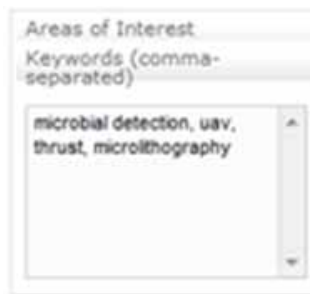 Areas of Interest
Keywords (comma-
separated)
microbial detection, uav,
thrust, microlithography